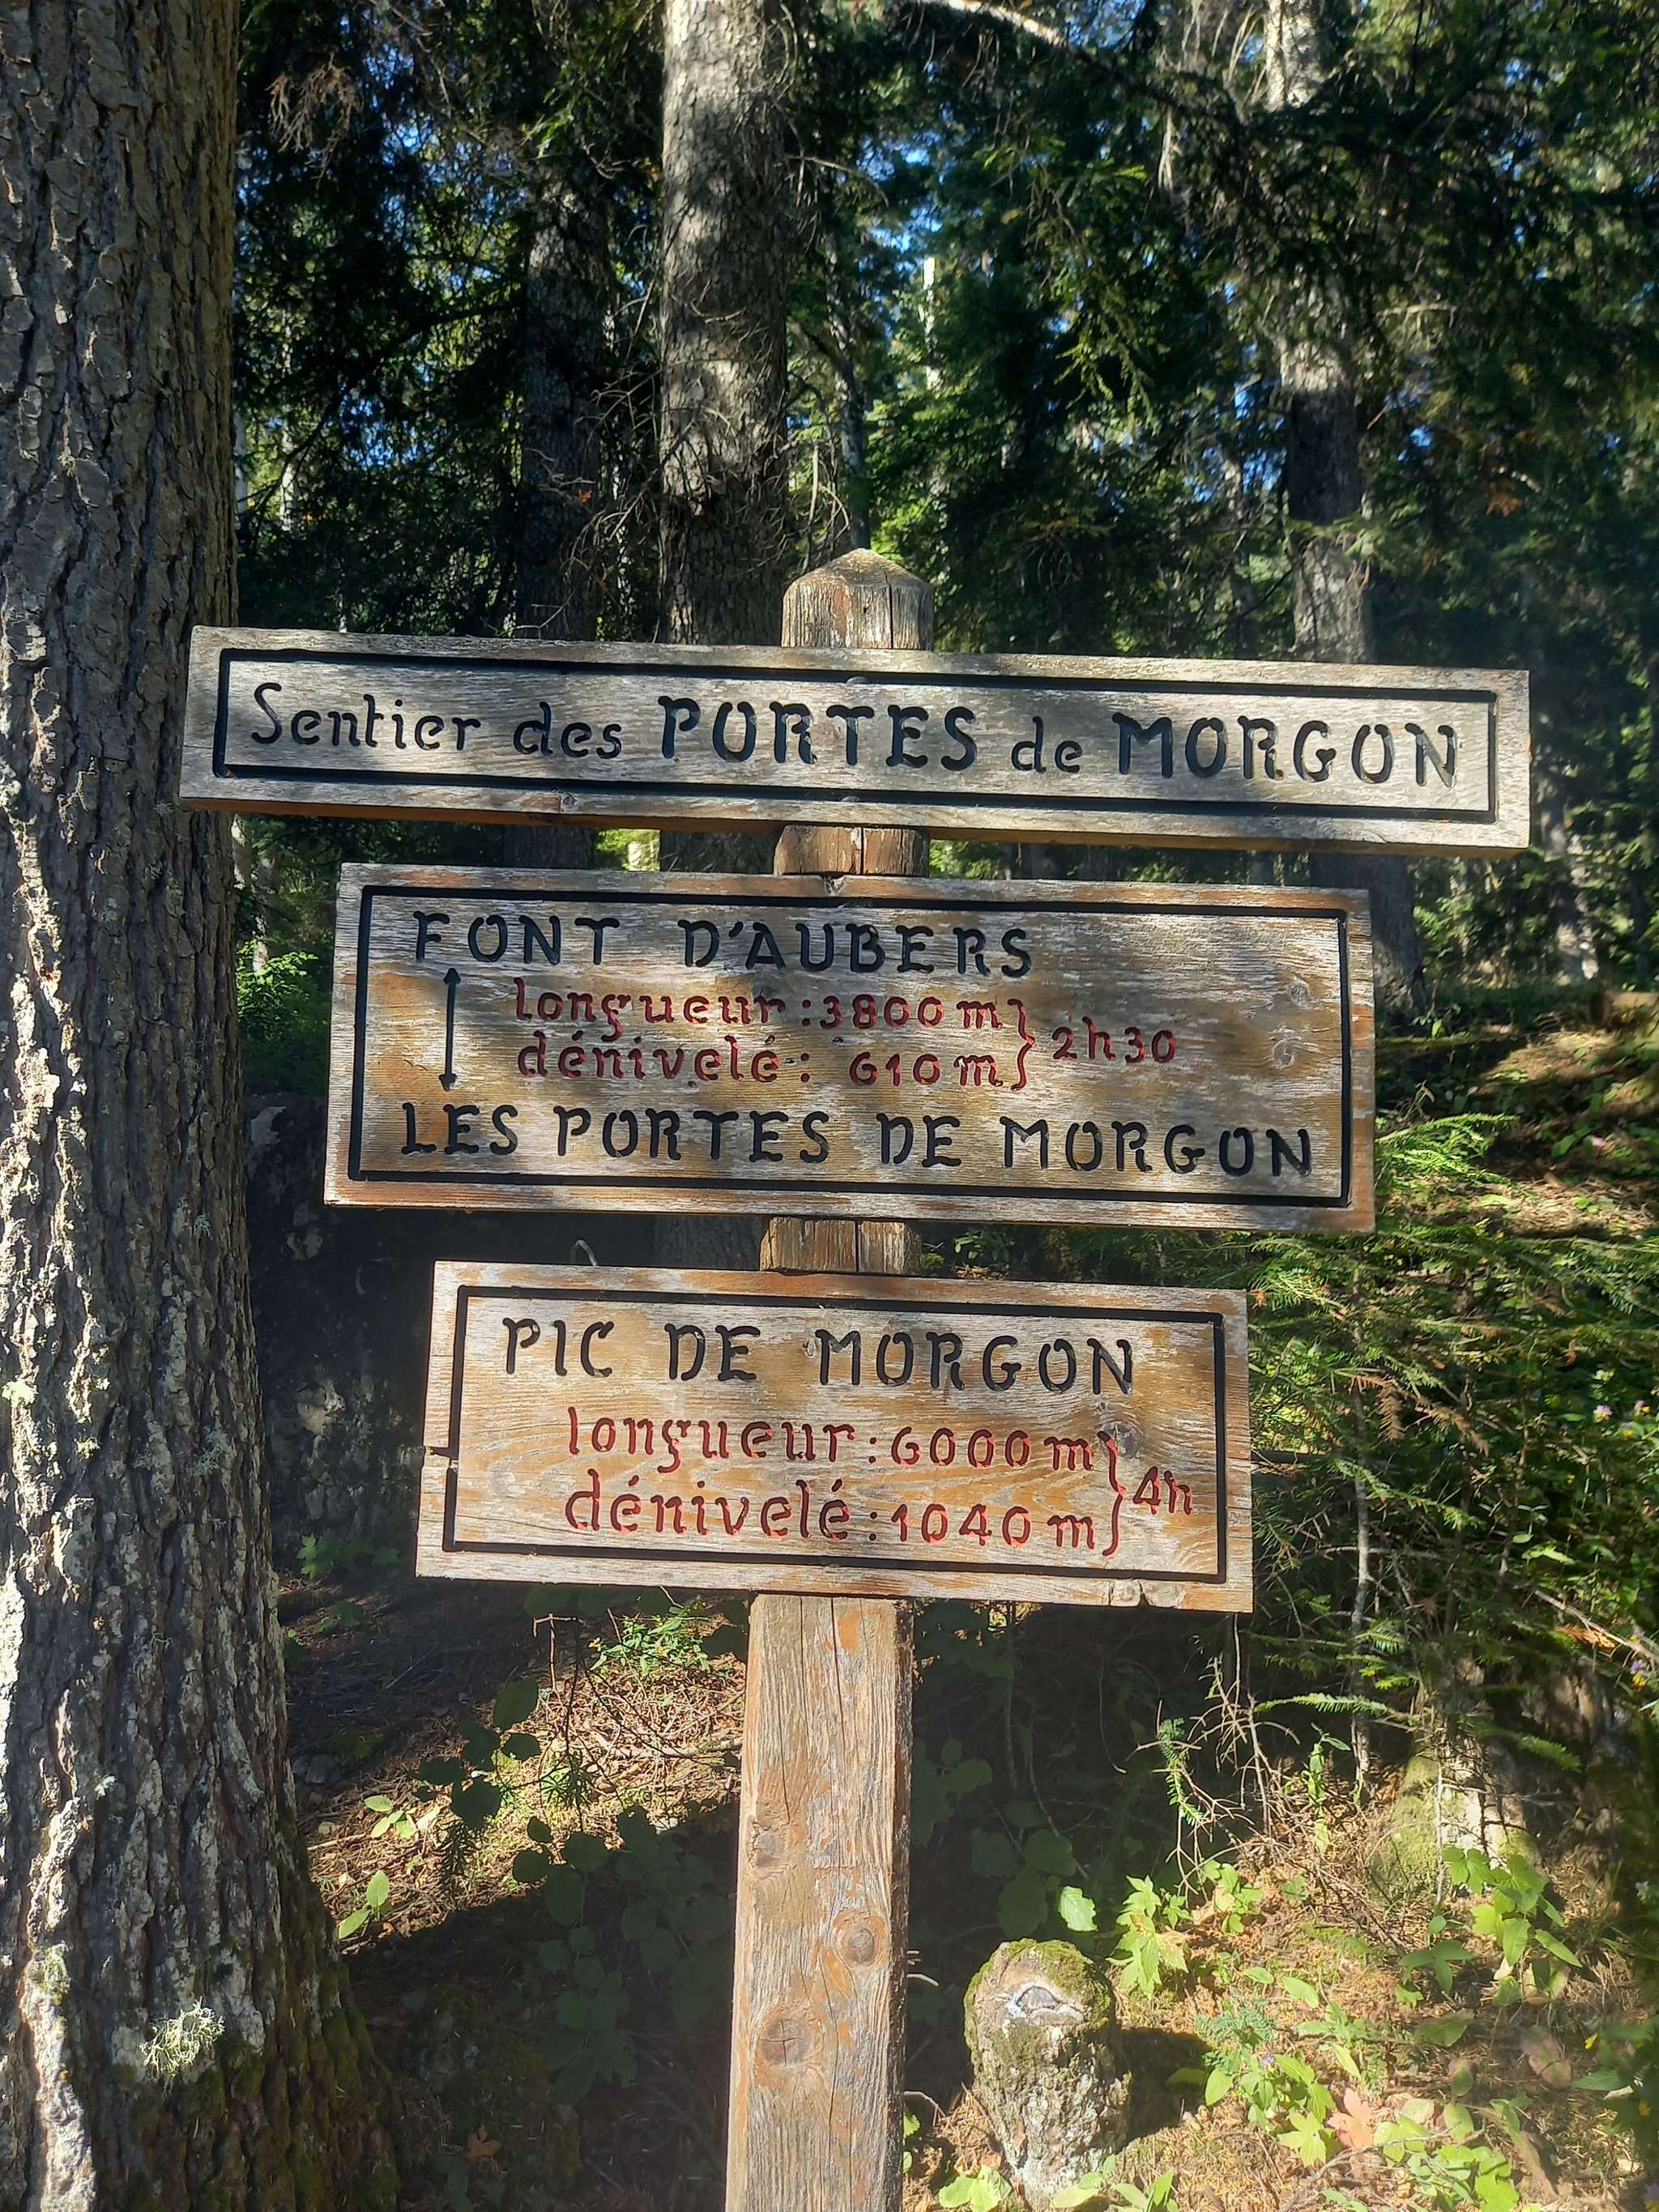 Sentier des PORTES de MORGON
FONT D'AUBERS
longueur : 3800 m } 2h30
dénivelé : 610 m
LES PORTES DE MORGON
PIC DE MORGON
longueur : 6000 m } 4h
dénivelé : 1040 m